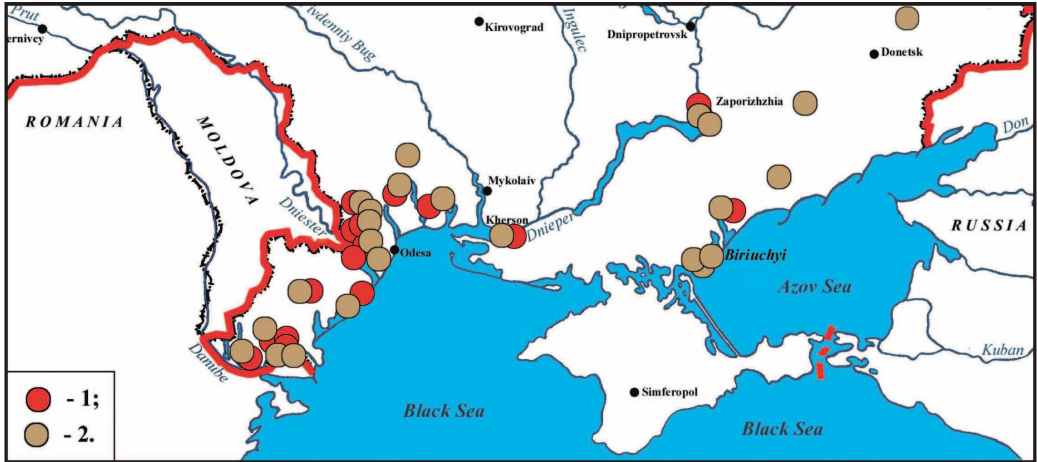 Prut
ernivcy
ivdenniy Bug
Kirovograd
Ingulec
Dnipropetrovsk
Donetsk
ROMANIA
MOLDOVA
Zaporizhzhia
Don
Mykolaiv
Dniester
Kherson
Dnieper
Odesa
Biriuchyi
RUSSIA
Azov Sea
Danube
Kuban
Simferopol
Black Sea
Black Sea
- 1;
- 2.